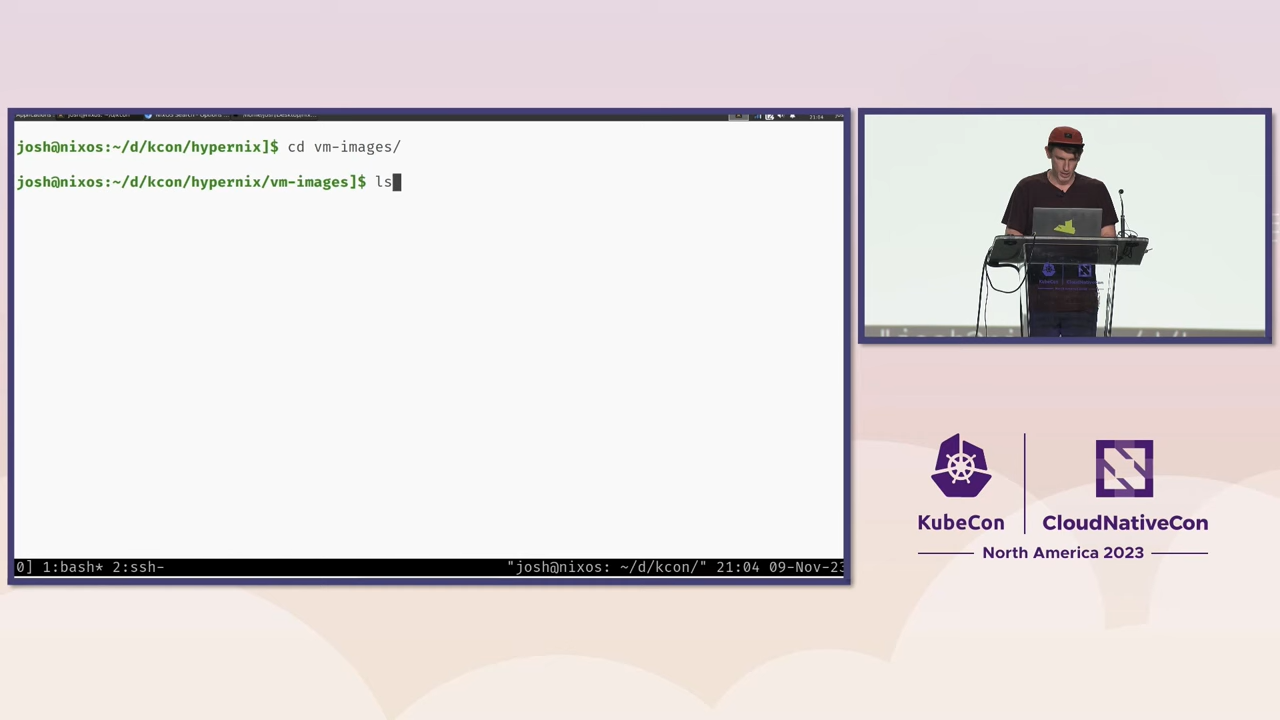 josh@nixos:~/d/kcon/hypernix]$ cd vm-images/
josh@nixos:~/d/kcon/hypernix/vm-images]$ ls
0] 1:bash* 2:ssh-
"josh@nixos: ~/d/kcon/" 21:04 09-Nov-23
KubeCon
CloudNativeCon
North America 2023